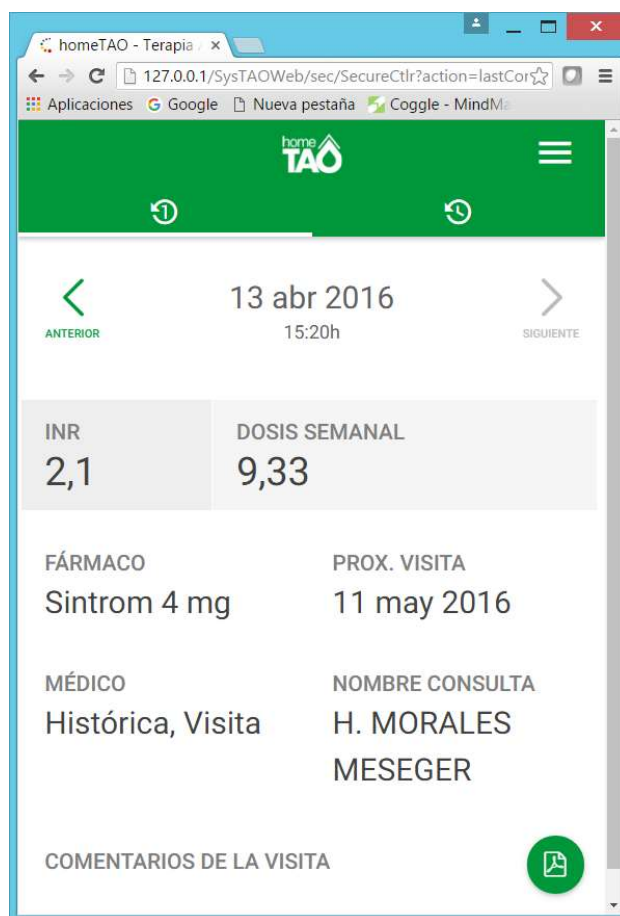 homeTAO - Terapia
127.0.0.1/SysTAOWeb/sec/SecureCtlr?action=lastCor
Aplicaciones Google Nueva pestaña Coggle - MindMa
home
TAO
1
13 abr 2016
ANTERIOR 15:20h SIGUIENTE
INR DOSIS SEMANAL
2,1 9,33
FÁRMACO PROX. VISITA
Sintrom 4 mg 11 may 2016
MÉDICO NOMBRE CONSULTA
Histórica, Visita H. MORALES
MESEGER
COMENTARIOS DE LA VISITA